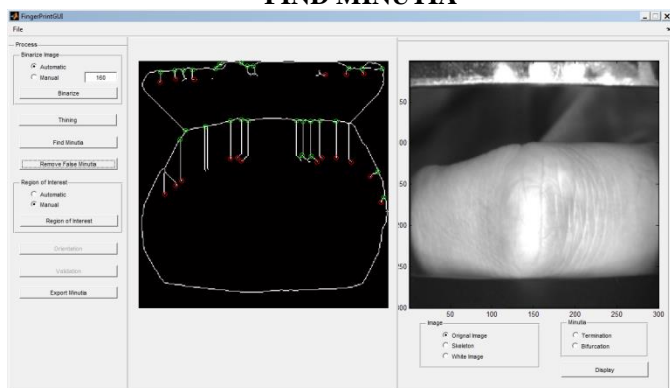 FIND MINUTIA
FingerPrintGUI
File
Process
Binarize Image
Automatic
Manual
160
Binarize
Thining
Find Minutia
Remove False Minutia
Region of Interest
Automatic
Manual
Region of Interest
Orientation
Validation
Export Minutia
50
100
150
200
250
300
50
100
150
200
250
300
Image
Orignal Image
Skeleton
White Image
Minutia
Termination
Bifurcation
Display